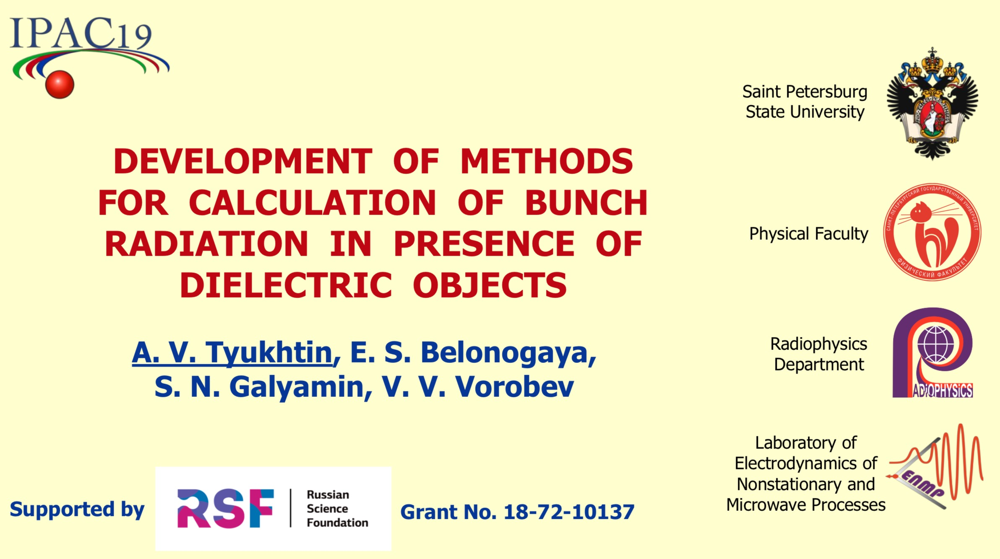 IPAC19
Saint Petersburg
State University
DEVELOPMENT OF METHODS
FOR CALCULATION OF BUNCH
RADIATION IN PRESENCE OF
DIELECTRIC OBJECTS
САНКТ-ПЕТЕРБУРГСКИЙ ГОСУДАРСТВЕННЫЙ УНИВЕРСИТЕТ
ФИЗИЧЕСКИЙ ФАКУЛЬТЕТ
Physical Faculty
A. V. Tyukhtin, E. S. Belonogaya,
S. N. Galyamin, V. V. Vorobev
Radiophysics
Department
RADiOPHYSiCS
Laboratory of
Electrodynamics of
Nonstationary and
Microwave Processes
ENMP
Supported by
RSF
Russian
Science
Foundation
Grant No. 18-72-10137